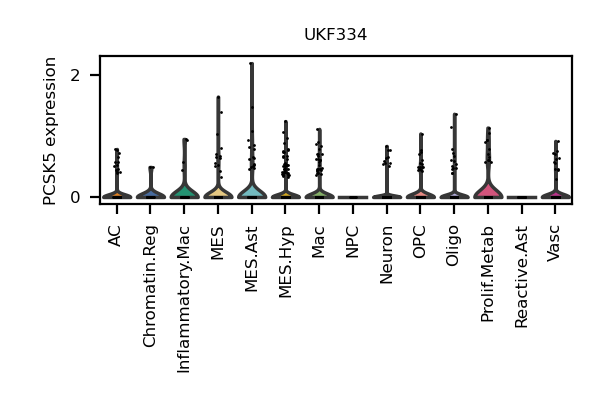 UKF334
PCSK5 expression
2
0
AC
Chromatin.Reg
Inflammatory.Mac
MES
MES.Ast
MES.Hyp
Mac
NPC
Neuron
OPC
Oligo
Prolif.Metab
Reactive.Ast
Vasc